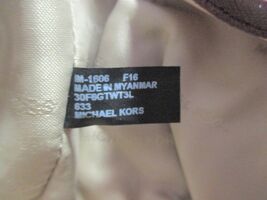 IM-1606 F16
MADE IN MYANMAR
30F6GTWT3L
633
MICHAEL KORS